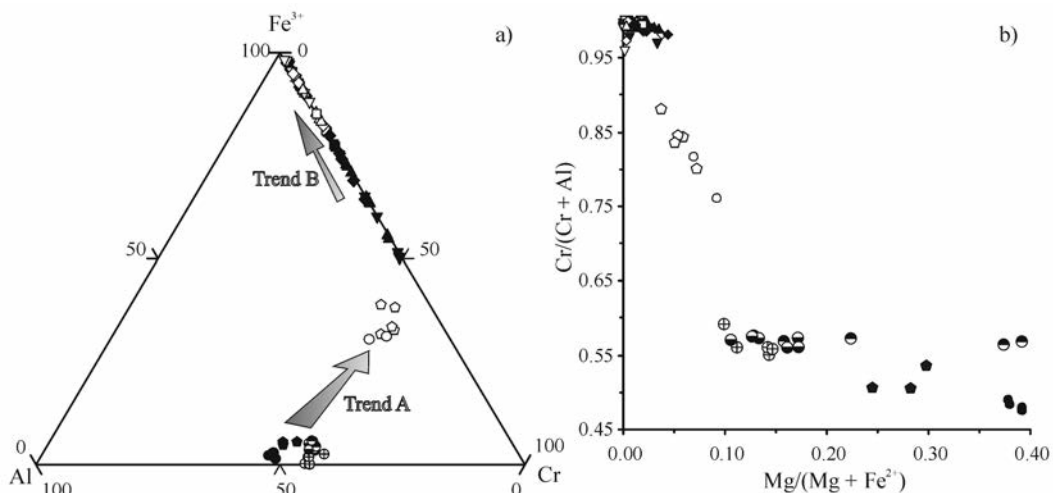 Fe³⁺
100
0
a)
Trend B
50
50
Trend A
0
Al
100
50
100
Cr
0
b)
0.95
0.85
0.75
0.65
0.55
0.45
Cr/(Cr + Al)
0.00
0.10
0.20
0.30
0.40
Mg/(Mg + Fe²⁺)